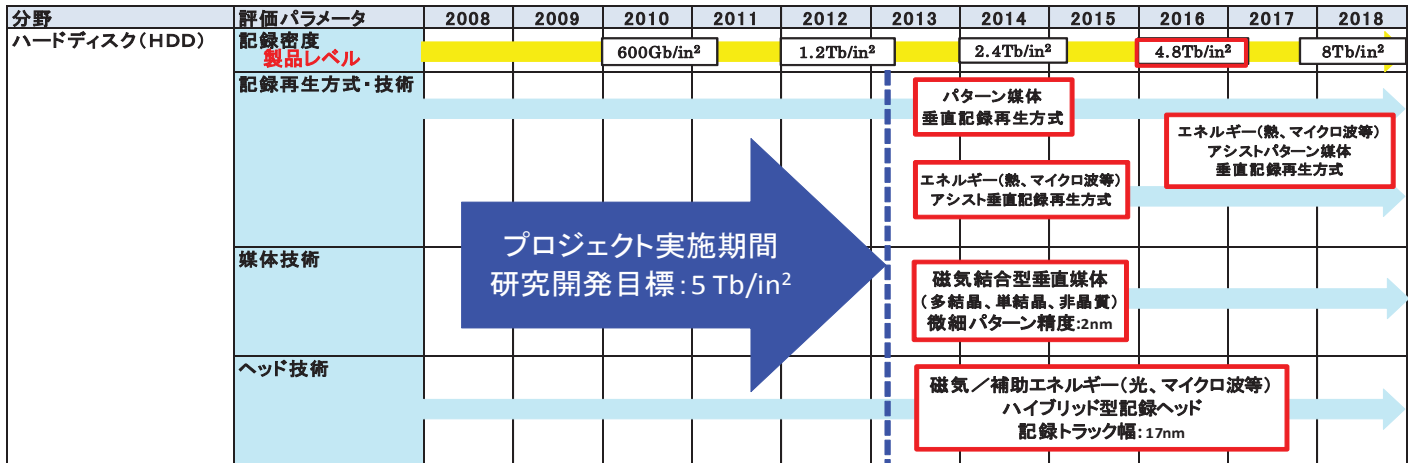 分野 評価パラメータ 2008 2009 2010 2011 2012 2013 2014 2015 2016 2017 2018
ハードディスク(HDD) 記録密度
製品レベル
600Gb/in² 1.2Tb/in² 2.4Tb/in² 4.8Tb/in² 8Tb/in²
記録再生方式・技術
パターン媒体
垂直記録再生方式
エネルギー(熱、マイクロ波等)
アシストパターン媒体
垂直記録再生方式
エネルギー(熱、マイクロ波等)
アシスト垂直記録再生方式
プロジェクト実施期間
研究開発目標:5 Tb/in²
媒体技術
磁気結合型垂直媒体
(多結晶、単結晶、非晶質)
微細パターン精度:2nm
ヘッド技術
磁気/補助エネルギー(光、マイクロ波等)
ハイブリッド型記録ヘッド
記録トラック幅:17nm